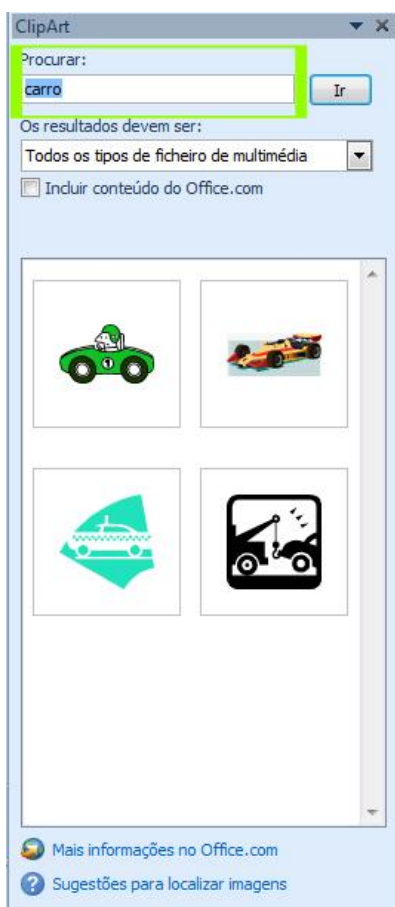 ClipArt
Procurar:
carro
Ir
Os resultados devem ser:
Todos os tipos de ficheiro de multimédia
Incluir conteúdo do Office.com
1
Mais informações no Office.com
Sugestões para localizar imagens